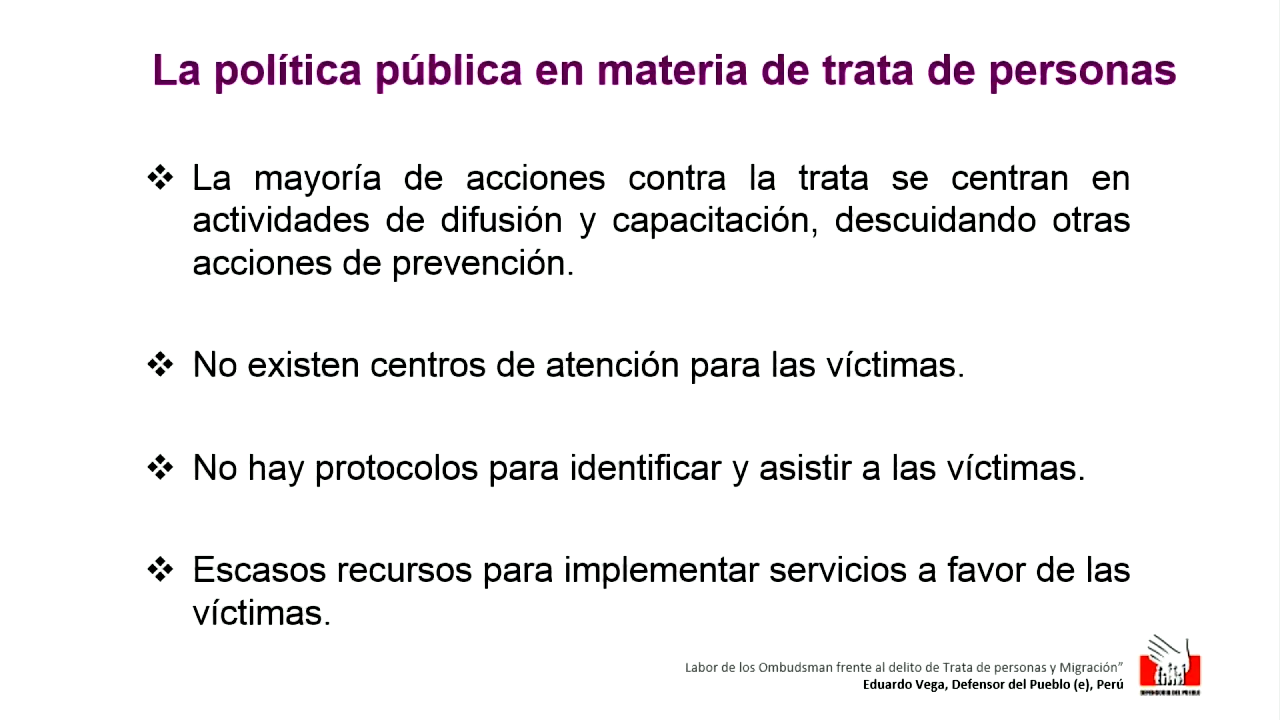 La política pública en materia de trata de personas
❖ La mayoría de acciones contra la trata se centran en
actividades de difusión y capacitación, descuidando otras
acciones de prevención.
❖ No existen centros de atención para las víctimas.
❖ No hay protocolos para identificar y asistir a las víctimas.
❖ Escasos recursos para implementar servicios a favor de las
víctimas.
Labor de los Ombudsman frente al delito de Trata de personas y Migración”
Eduardo Vega, Defensor del Pueblo (e), Perú
DEFENSORIA DEL PUEBLO